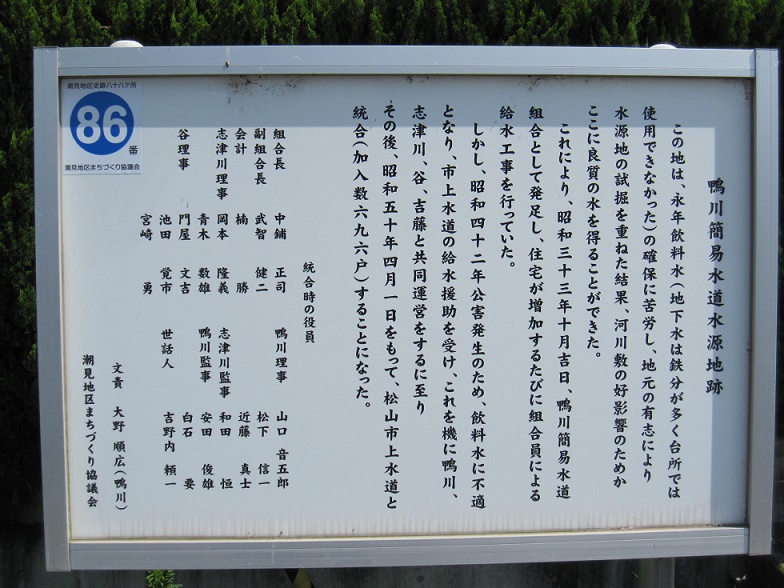 潮見地区史跡八十八ケ所
86番
潮見地区まちづくり協議会
鴨川簡易水道水源地跡
この地は、永年飲料水(地下水は鉄分が多く台所では
使用できなかった)の確保に苦労し、地元の有志により
水源地の試掘を重ねた結果、河川敷の好影響のためか
ここに良質の水を得ることができた。
これにより、昭和三十三年十月吉日、鴨川簡易水道
組合として発足し、住宅が増加するたびに組合員による
給水工事を行っていた。
しかし、昭和四十二年公害発生のため、飲料水に不適
となり、市上水道の給水援助を受け、これを機に鴨川、
志津川、谷、吉藤と共同運営をするに至り
その後、昭和五十年四月一日をもって、松山市上水道と
統合(加入数六九六戸)することになった。
統合時の役員
組合長 中鋪 正司
副組合長 武智 健二
会計 楠 勝
志津川理事 岡本 隆義
青木 数雄
谷理事 門屋 文吉
池田 覚市
宮崎 勇
鴨川理事 山口 音五郎
松下 信一
近藤 真士
志津川監事 和田 恒
鴨川監事 安田 俊雄
白石 要
世話人 吉野内 頼一
文責 大野 順広(鴨川)
潮見地区まちづくり協議会